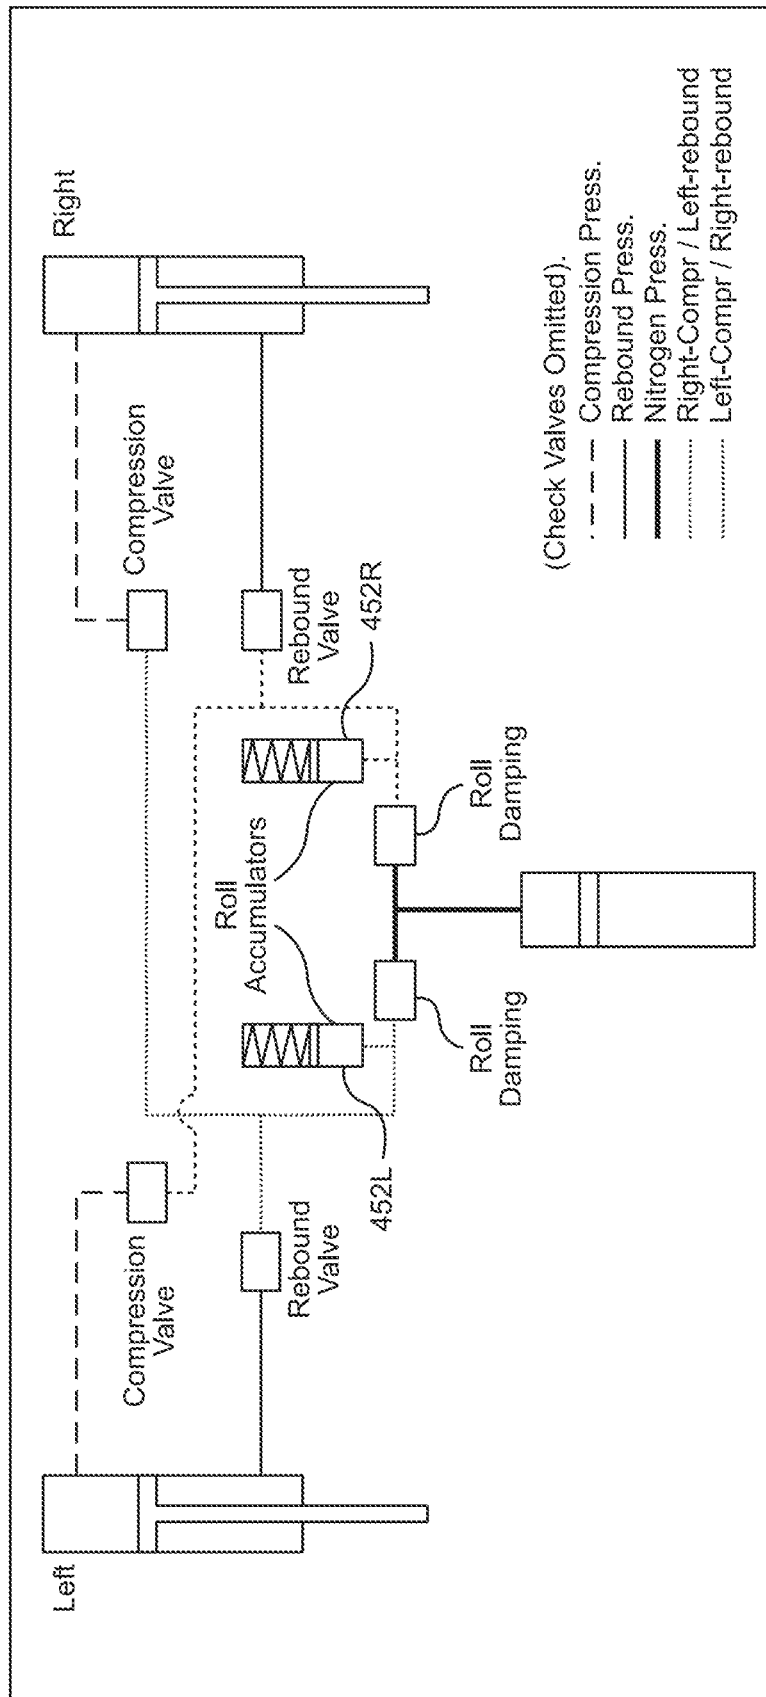 Left
Right
Compression
Valve
Compression
Valve
Rebound
Valve
Rebound
Valve
452L
452R
Roll
Accumulators
Roll
Damping
Roll
Damping
(Check Valves Omitted).
Compression Press.
Rebound Press.
Nitrogen Press.
Right-Compr / Left-rebound
Left-Compr / Right-rebound